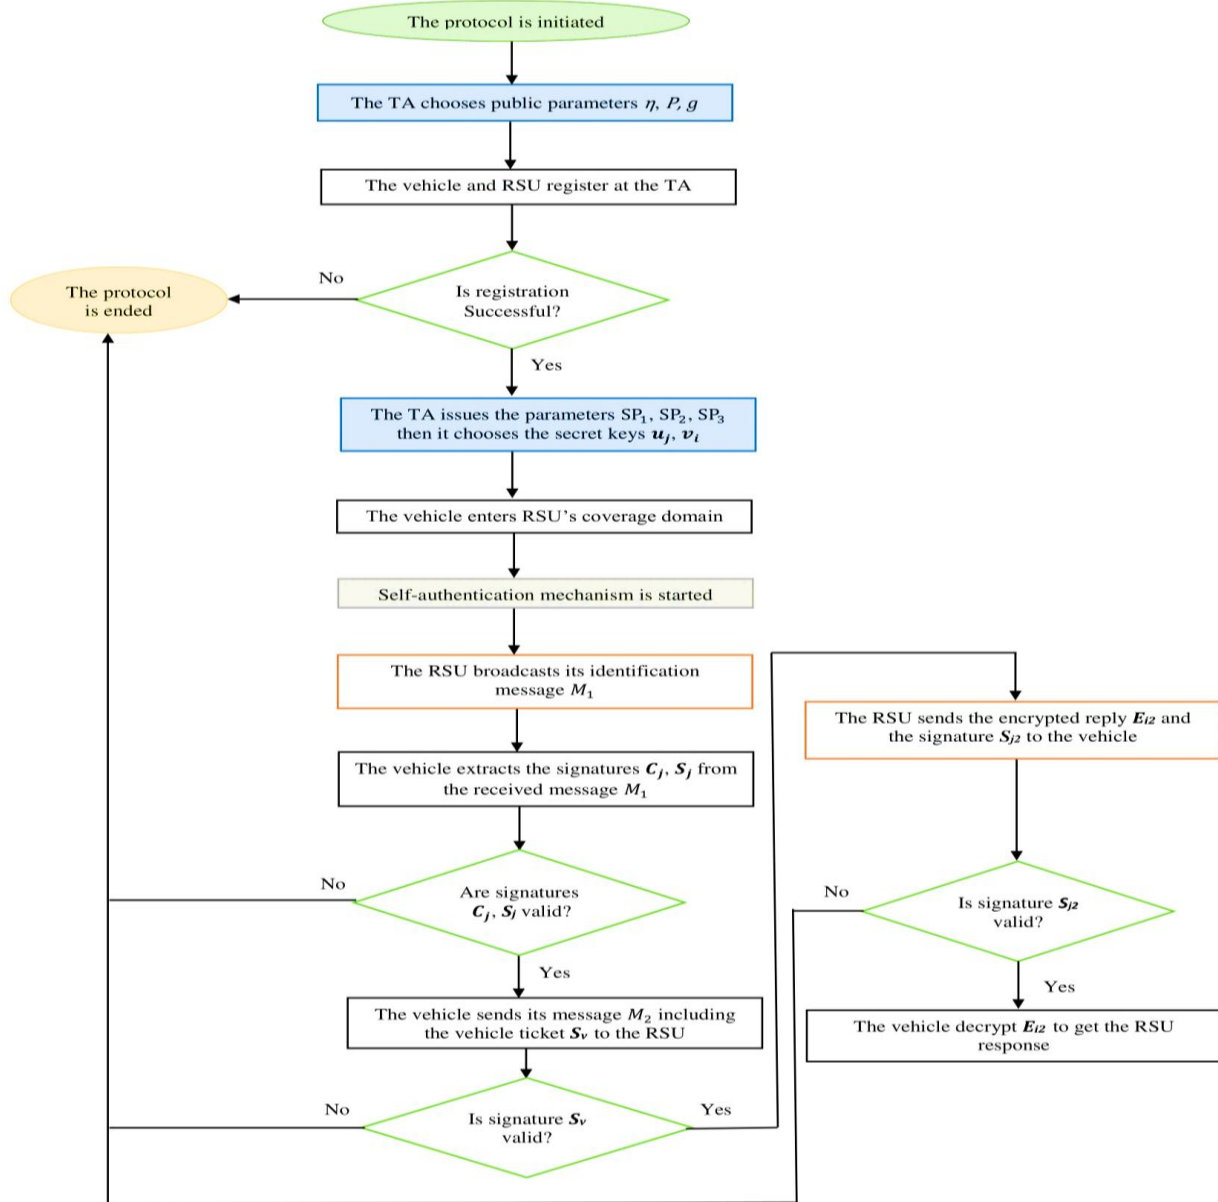 The protocol is initiated
The TA chooses public parameters η, P, g
The vehicle and RSU register at the TA
No
Is registration
Successful?
The protocol
is ended
Yes
The TA issues the parameters SP₁, SP₂, SP₃
then it chooses the secret keys uⱼ, vᵢ
The vehicle enters RSU's coverage domain
Self-authentication mechanism is started
The RSU broadcasts its identification
message M₁
The vehicle extracts the signatures Cⱼ, Sⱼ from
the received message M₁
No
Are signatures
Cⱼ, Sⱼ valid?
Yes
The vehicle sends its message M₂ including
the vehicle ticket Sᵥ to the RSU
No
Is signature Sᵥ
valid?
Yes
The RSU sends the encrypted reply Eᵢ₂ and
the signature Sⱼ₂ to the vehicle
No
Is signature Sⱼ₂
valid?
Yes
The vehicle decrypt Eᵢ₂ to get the RSU
response